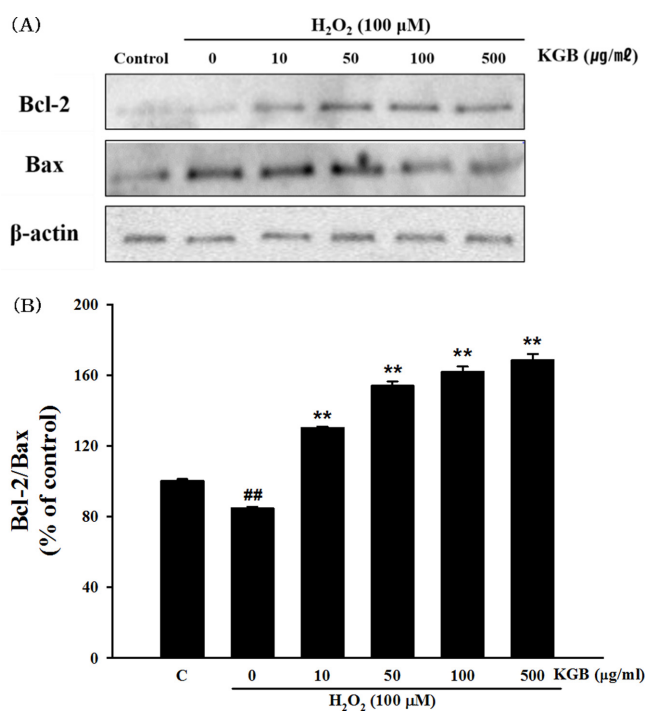 (A)
H₂O₂ (100 μM)
Control 0 10 50 100 500 KGB (㎍/㎖)
Bcl-2
Bax
β-actin
(B)
200
160
120
80
40
0
Bcl-2/Bax
(% of control)
##
**
**
**
**
C 0 10 50 100 500 KGB (μg/ml)
H₂O₂ (100 μM)